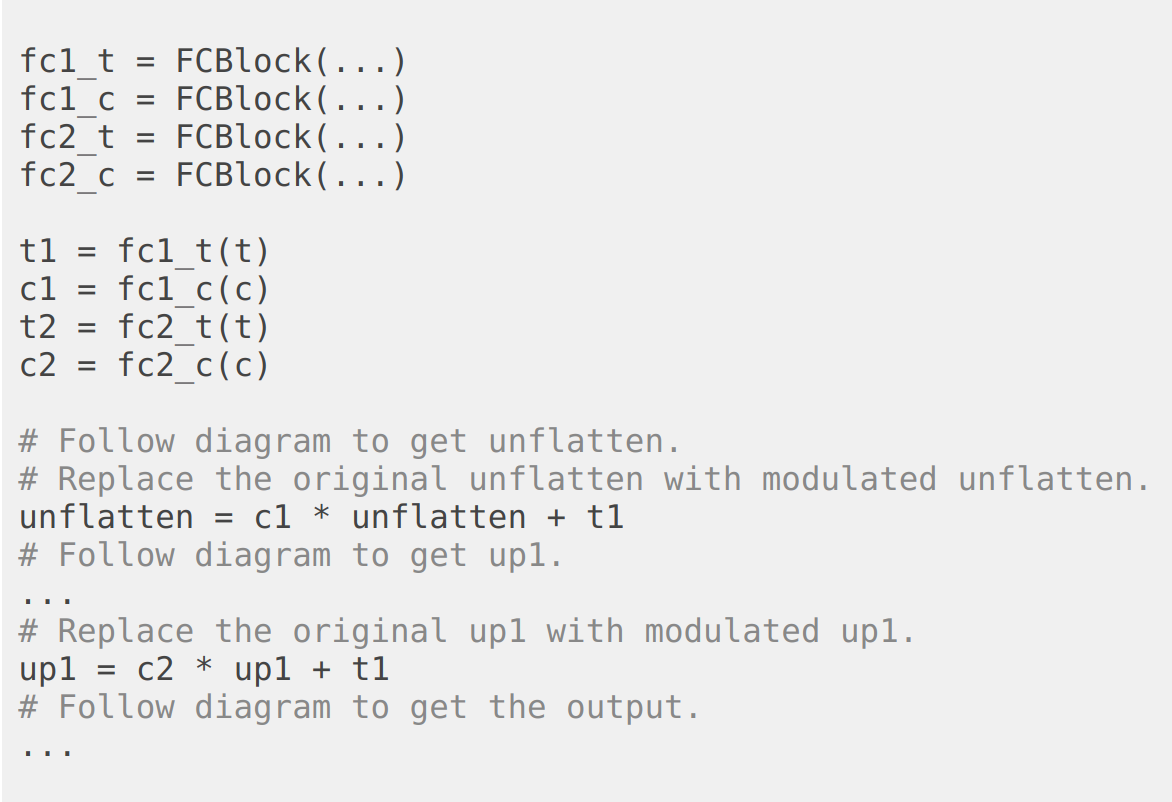 fc1_t = FCBlock(...)
fc1_c = FCBlock(...)
fc2_t = FCBlock(...)
fc2_c = FCBlock(...)
t1 = fc1_t(t)
c1 = fc1_c(c)
t2 = fc2_t(t)
c2 = fc2_c(c)
# Follow diagram to get unflatten.
# Replace the original unflatten with modulated unflatten.
unflatten = c1 * unflatten + t1
# Follow diagram to get up1.
...
# Replace the original up1 with modulated up1.
up1 = c2 * up1 + t1
# Follow diagram to get the output.
...